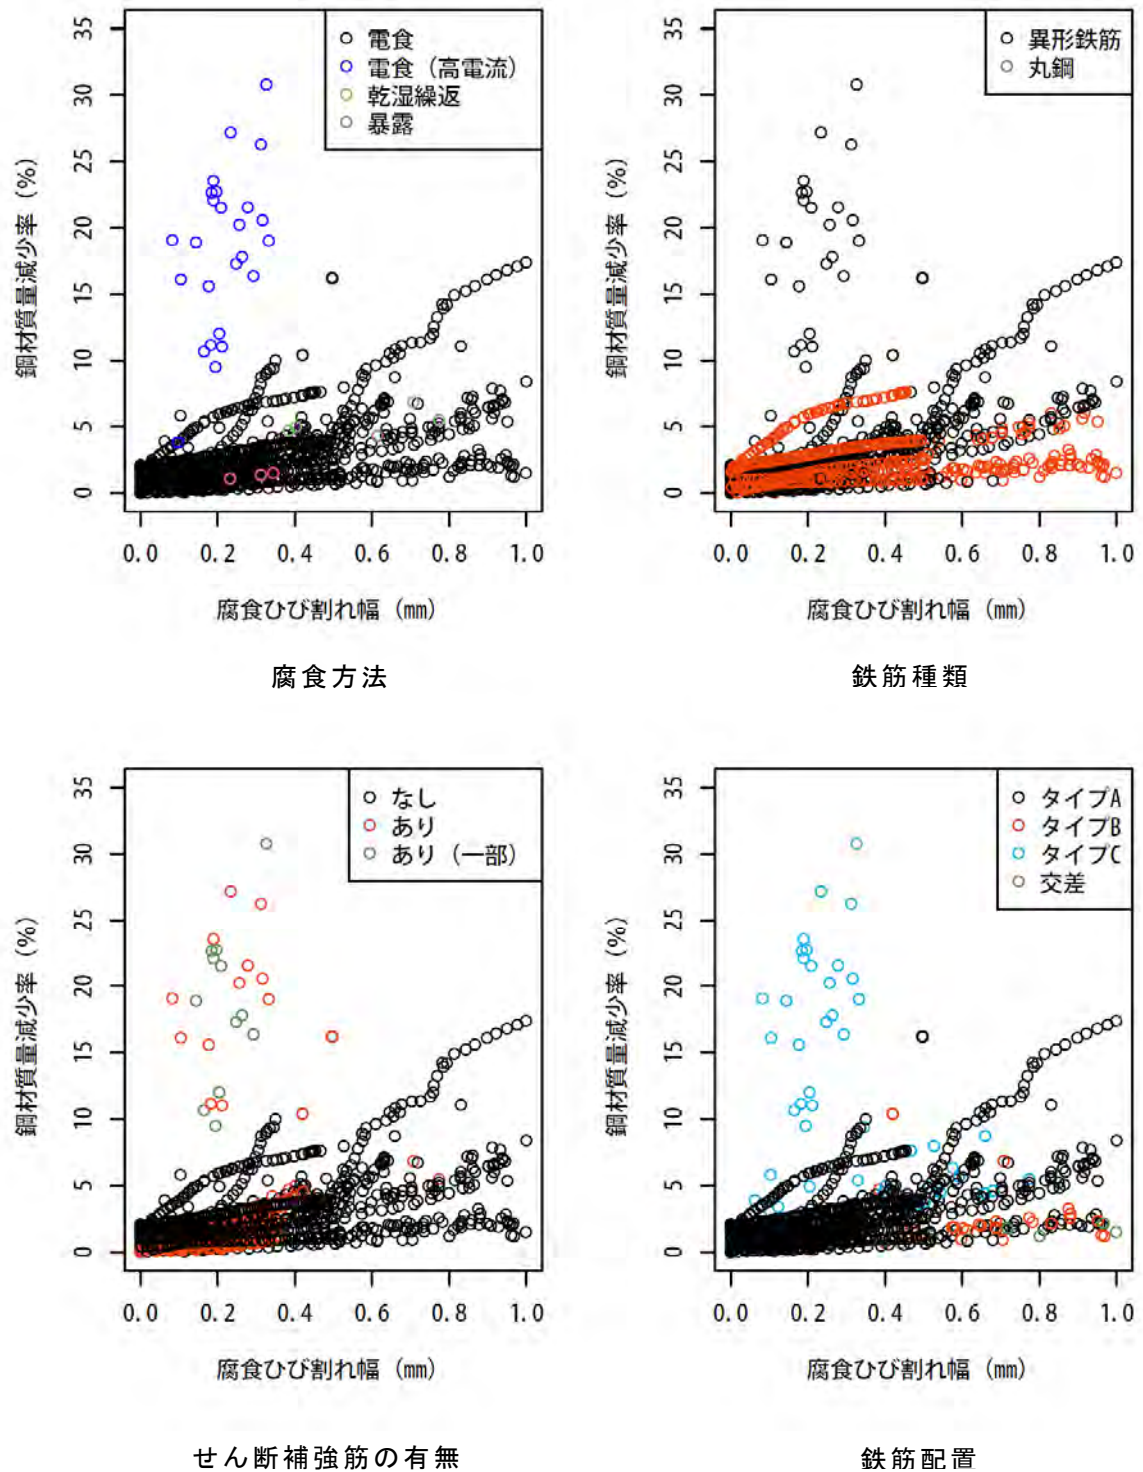 35
30
25
20
15
10
5
0
鋼材質量減少率（%）
電食
電食（高電流）
乾湿繰返
暴露
0.0 0.2 0.4 0.6 0.8 1.0
腐食ひび割れ幅（mm）
腐食方法
35
30
25
20
15
10
5
0
鋼材質量減少率（%）
異形鉄筋
丸鋼
0.0 0.2 0.4 0.6 0.8 1.0
腐食ひび割れ幅（mm）
鉄筋種類
35
30
25
20
15
10
5
0
鋼材質量減少率（%）
なし
あり
あり（一部）
0.0 0.2 0.4 0.6 0.8 1.0
腐食ひび割れ幅（mm）
せん断補強筋の有無
35
30
25
20
15
10
5
0
鋼材質量減少率（%）
タイプA
タイプB
タイプC
交差
0.0 0.2 0.4 0.6 0.8 1.0
腐食ひび割れ幅（mm）
鉄筋配置